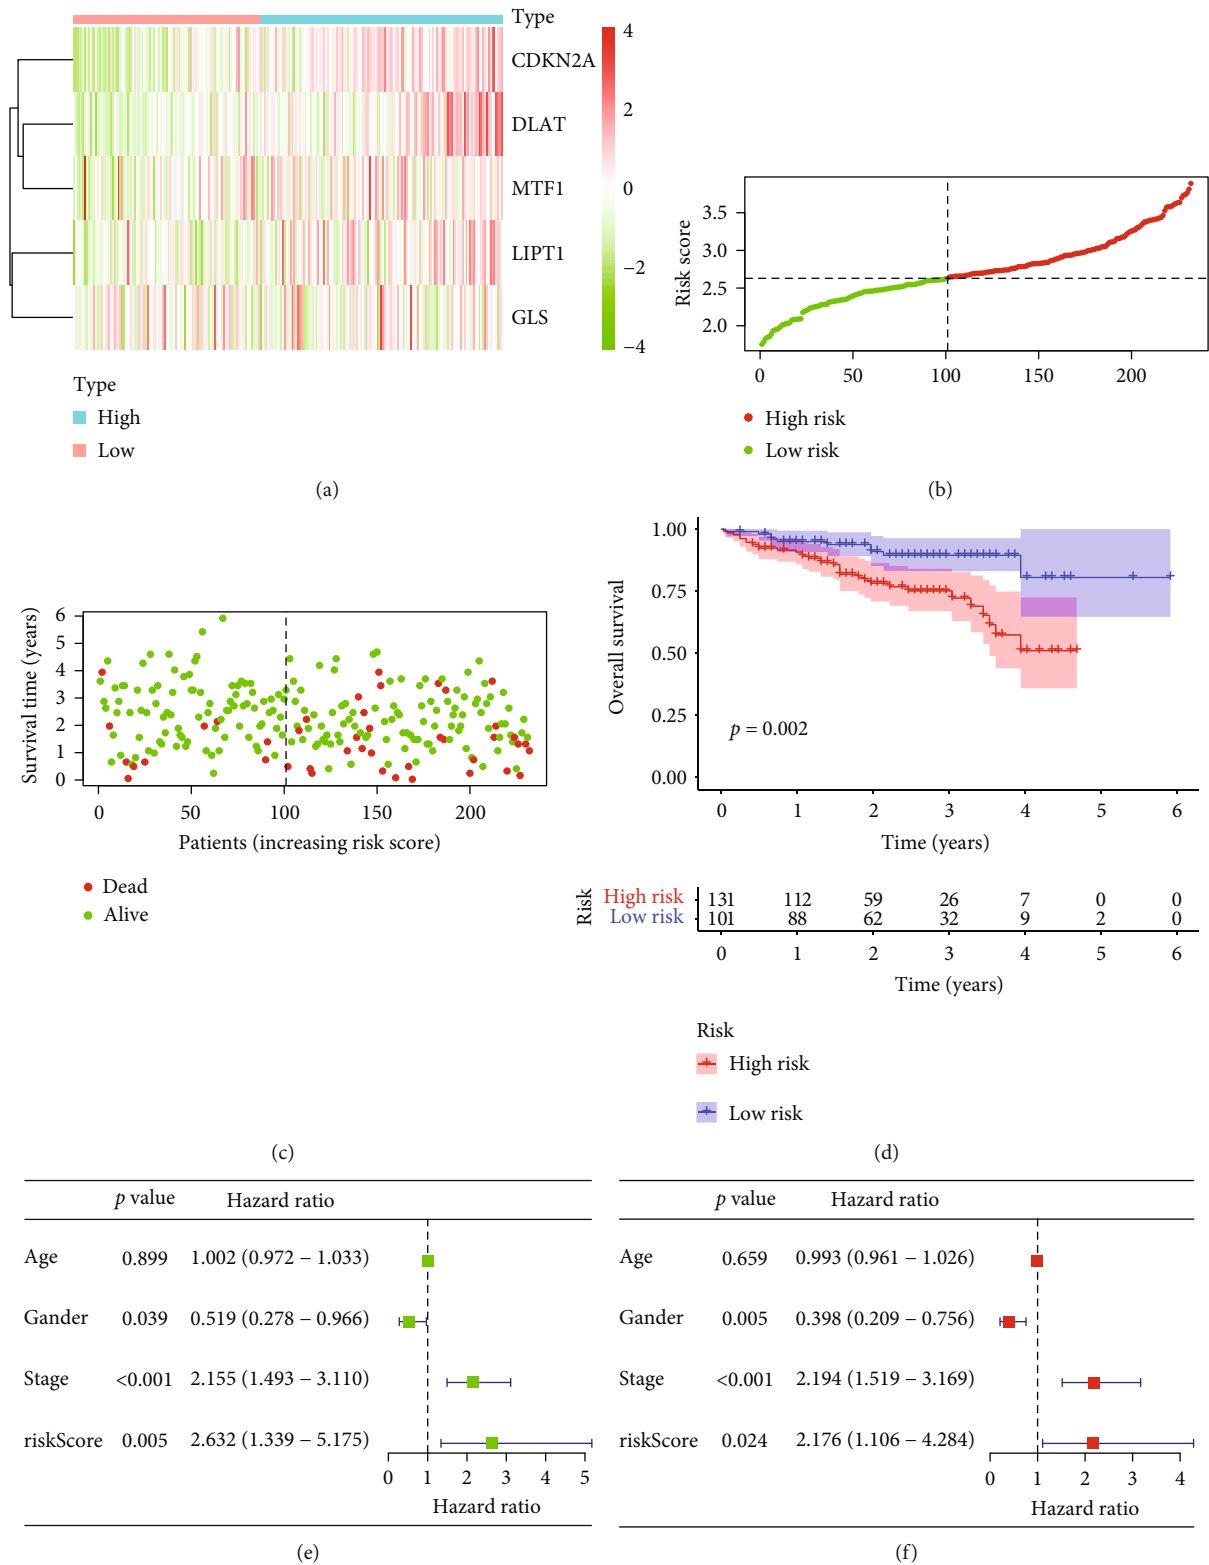 Type
CDKN2A
DLAT
MTF1
LIPT1
GLS
4
2
0
−2
−4
Type
High
Low
(a)
Risk score
3.5
3.0
2.5
2.0
0 50 100 150 200
High risk
Low risk
(b)
Survival time (years)
6
5
4
3
2
1
0
0 50 100 150 200
Patients (increasing risk score)
Dead
Alive
(c)
Overall survival
1.00
0.75
0.50
0.25
0.00
p = 0.002
0 1 2 3 4 5 6
Time (years)
Risk
High risk 131 112 59 26 7 0 0
Low risk 101 88 62 32 9 2 0
0 1 2 3 4 5 6
Time (years)
Risk
High risk
Low risk
(d)
p value Hazard ratio
Age 0.899 1.002 (0.972 − 1.033)
Gander 0.039 0.519 (0.278 − 0.966)
Stage <0.001 2.155 (1.493 − 3.110)
riskScore 0.005 2.632 (1.339 − 5.175)
0 1 2 3 4 5
Hazard ratio
(e)
p value Hazard ratio
Age 0.659 0.993 (0.961 − 1.026)
Gander 0.005 0.398 (0.209 − 0.756)
Stage <0.001 2.194 (1.519 − 3.169)
riskScore 0.024 2.176 (1.106 − 4.284)
0 1 2 3 4
Hazard ratio
(f)